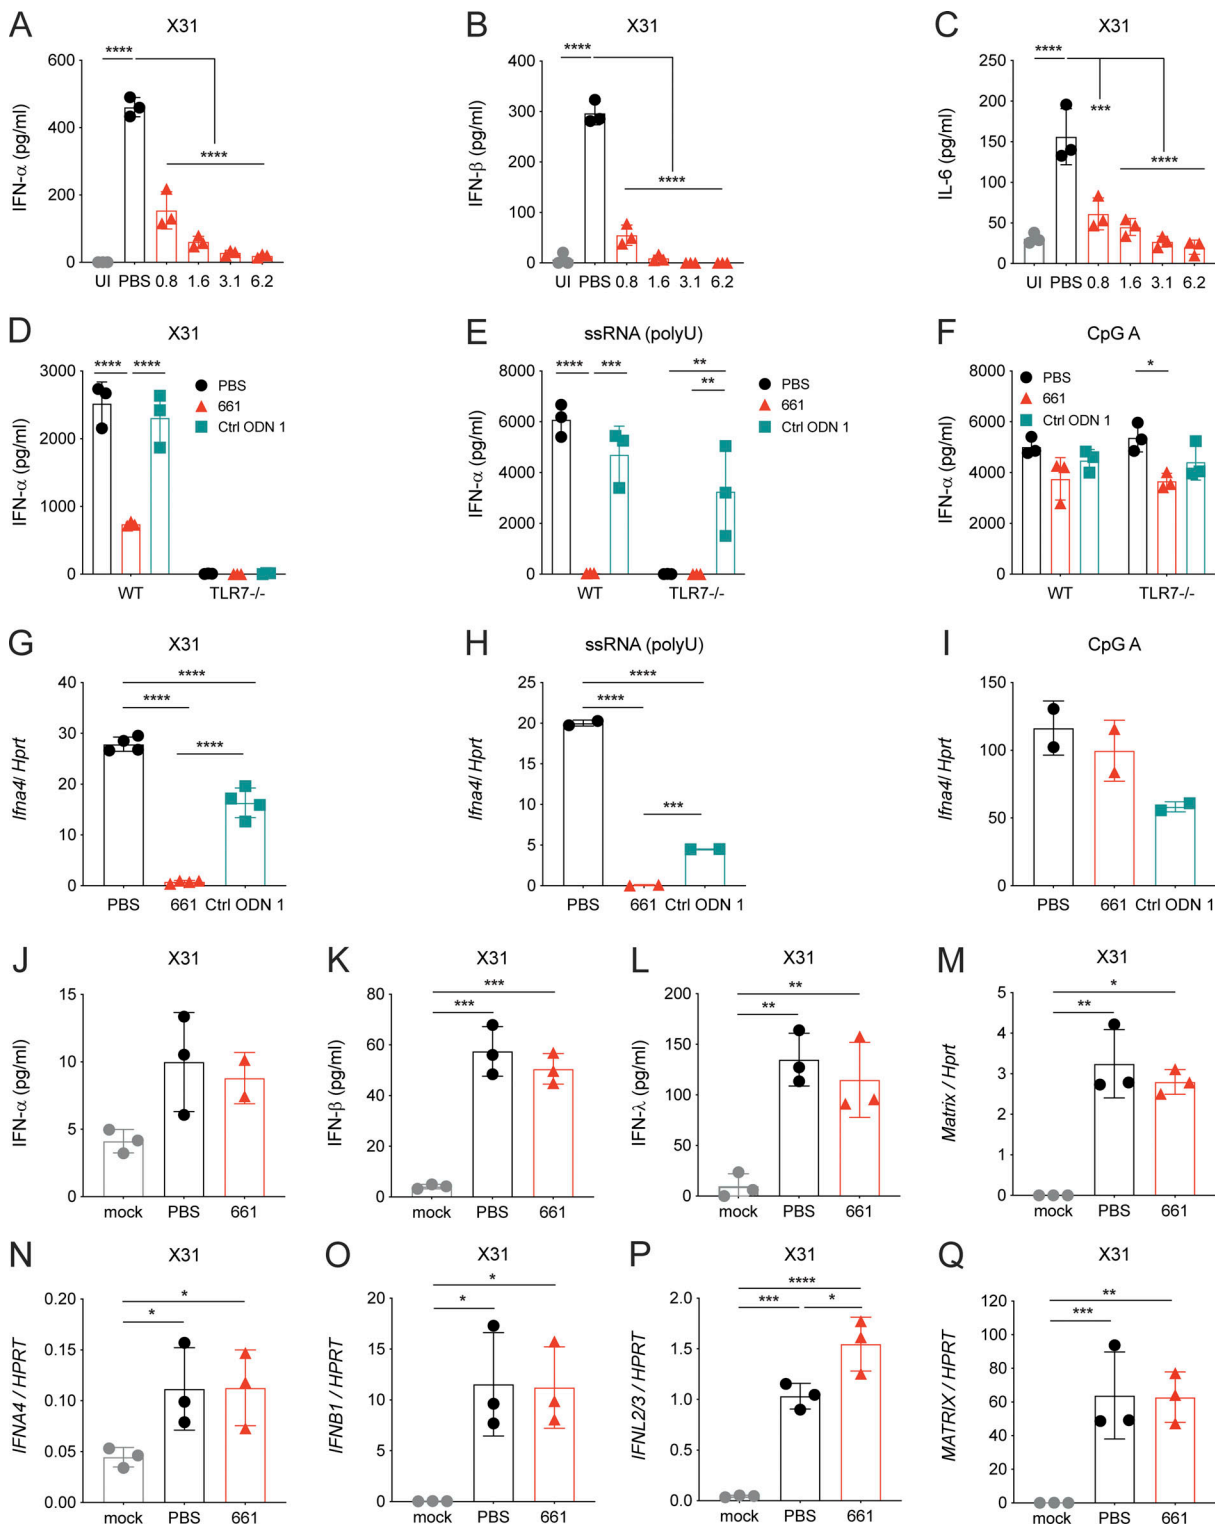 A
X31
IFN-α (pg/ml)
600
400
200
0
****
****
UI PBS 0.8 1.6 3.1 6.2
B
X31
IFN-β (pg/ml)
400
300
200
100
0
****
****
UI PBS 0.8 1.6 3.1 6.2
C
X31
IL-6 (pg/ml)
250
200
150
100
50
0
****
***
****
UI PBS 0.8 1.6 3.1 6.2
D
X31
IFN-α (pg/ml)
3000
2000
1000
0
**** ****
PBS
661
Ctrl ODN 1
WT TLR7-/-
E
ssRNA (polyU)
IFN-α (pg/ml)
8000
6000
4000
2000
0
**** ***
**
**
PBS
661
Ctrl ODN 1
WT TLR7-/-
F
CpG A
IFN-α (pg/ml)
8000
6000
4000
2000
0
PBS
661
Ctrl ODN 1
*
WT TLR7-/-
G
X31
Ifna4/ Hprt
40
30
20
10
0
****
****
****
PBS 661 Ctrl ODN 1
H
ssRNA (polyU)
Ifna4/ Hprt
25
20
15
10
5
0
****
****
***
PBS 661 Ctrl ODN 1
I
CpG A
Ifna4/ Hprt
150
100
50
0
PBS 661 Ctrl ODN 1
J
X31
IFN-α (pg/ml)
15
10
5
0
mock PBS 661
K
X31
IFN-β (pg/ml)
80
60
40
20
0
***
***
mock PBS 661
L
X31
IFN-λ (pg/ml)
200
150
100
50
0
**
**
mock PBS 661
M
X31
Matrix / Hprt
5
4
3
2
1
0
*
**
mock PBS 661
N
X31
IFNA4 / HPRT
0.20
0.15
0.10
0.05
0.00
*
*
mock PBS 661
O
X31
IFNB1 / HPRT
20
15
10
5
0
*
*
mock PBS 661
P
X31
IFNL2/3 / HPRT
2.0
1.5
1.0
0.5
0.0
****
*** *
mock PBS 661
Q
X31
MATRIX / HPRT
120
100
80
60
40
20
0
**
***
mock PBS 661